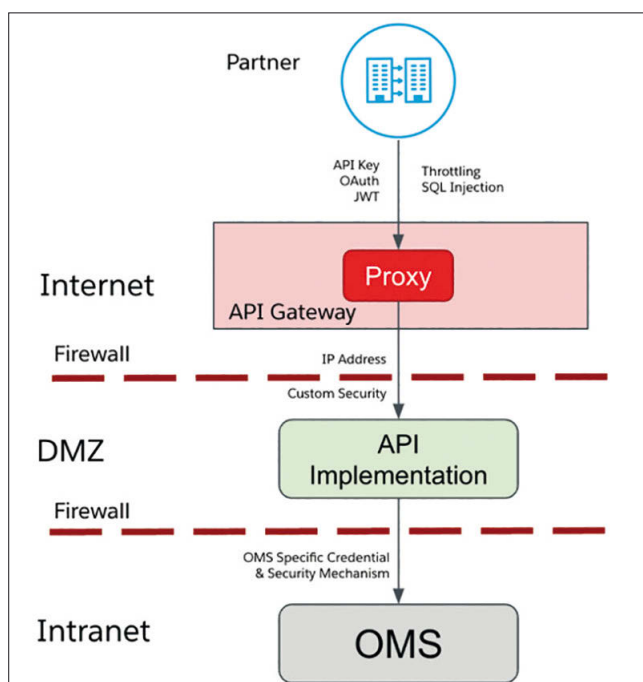 Partner
API Key
OAuth
JWT
Throttling
SQL Injection
Proxy
Internet
API Gateway
Firewall
IP Address
Custom Security
DMZ
API
Implementation
Firewall
OMS Specific Credential
& Security Mechanism
Intranet
OMS